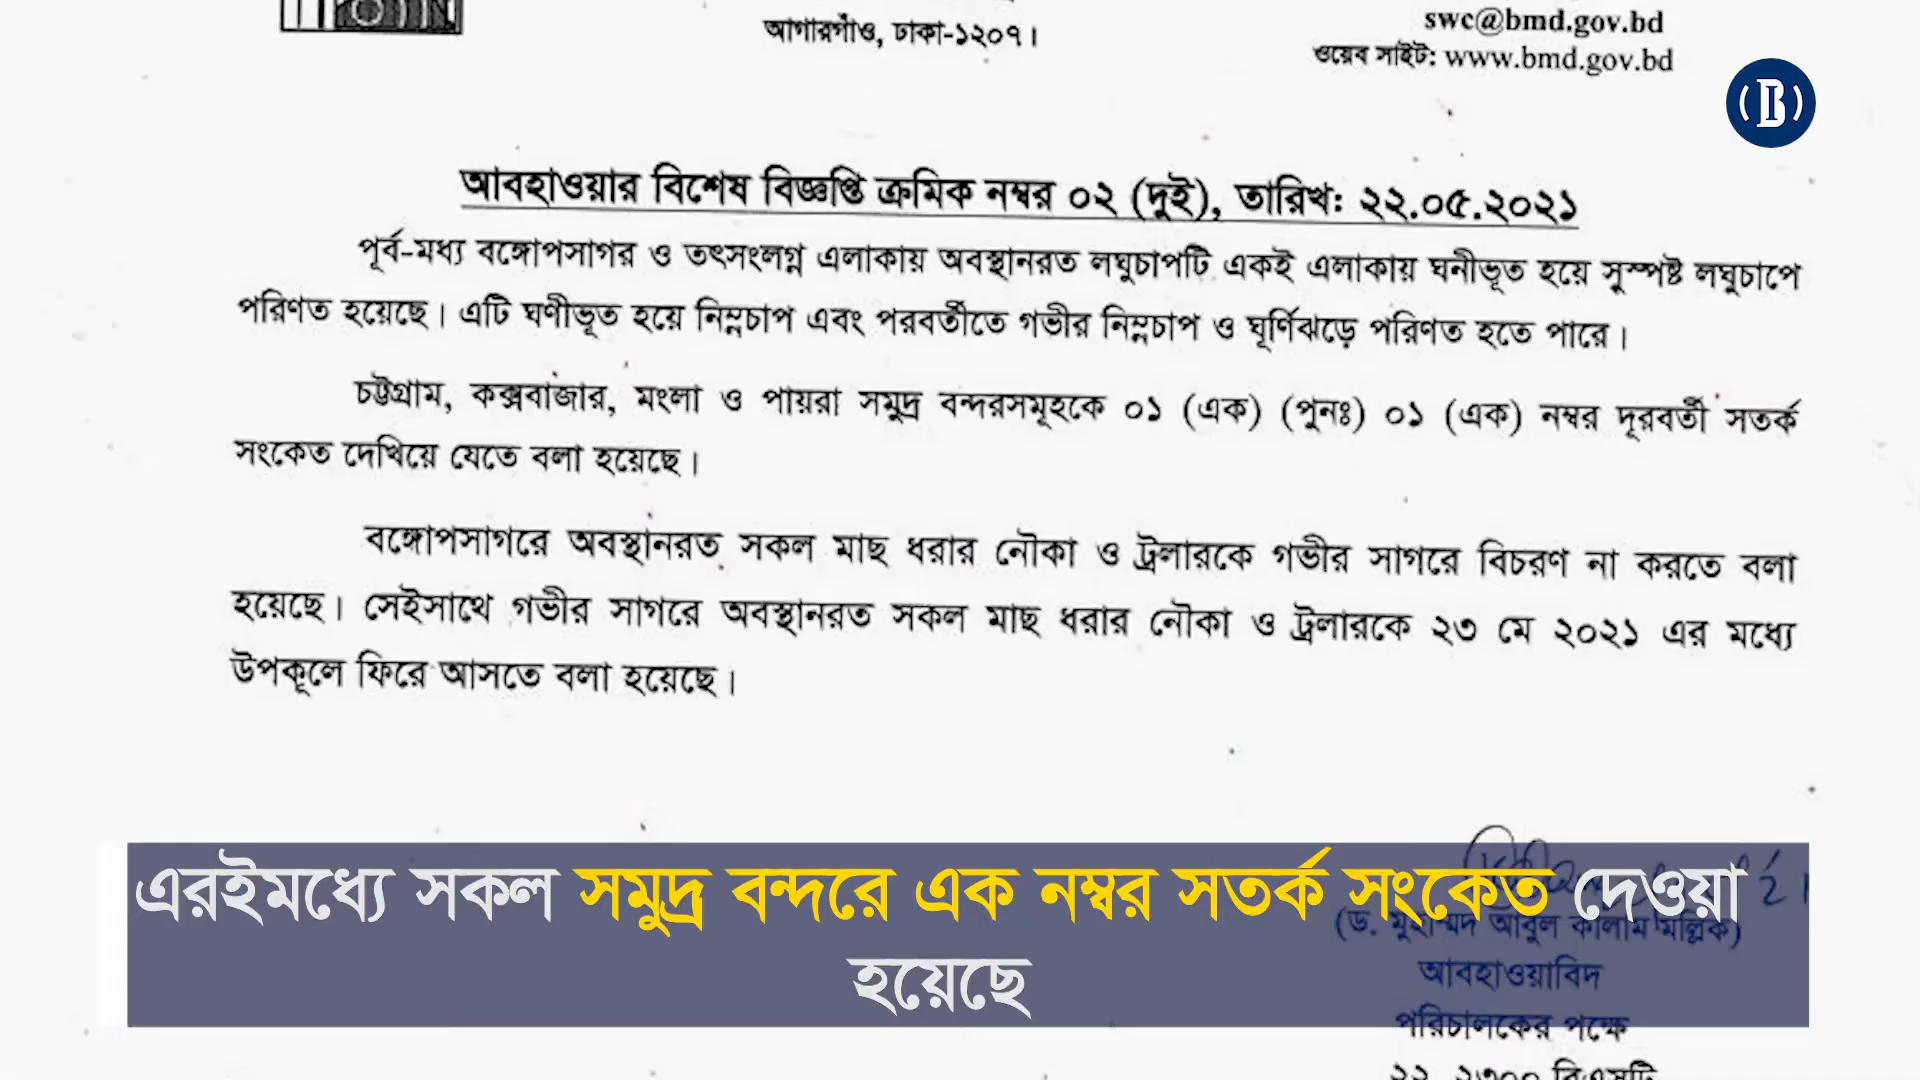 swc@bmd.gov.bd
আগারগাঁও, ঢাকা-১২০৭।
ওয়েব সাইট: www.bmd.gov.bd
B
আবহাওয়ার বিশেষ বিজ্ঞপ্তি ক্রমিক নম্বর ০২ (দুই), তারিখ: ২২.০৫.২০২১
পূর্ব-মধ্য বঙ্গোপসাগর ও তৎসংলগ্ন এলাকায় অবস্থানরত লঘুচাপটি একই এলাকায় ঘনীভূত হয়ে সুস্পষ্ট লঘুচাপে
পরিণত হয়েছে। এটি ঘণীভূত হয়ে নিম্নচাপ এবং পরবর্তীতে গভীর নিম্নচাপ ও ঘূর্ণিঝড়ে পরিণত হতে পারে।
চট্টগ্রাম, কক্সবাজার, মংলা ও পায়রা সমুদ্র বন্দরসমূহকে ০১ (এক) (পুনঃ) ০১ (এক) নম্বর দূরবর্তী সতর্ক
সংকেত দেখিয়ে যেতে বলা হয়েছে।
বঙ্গোপসাগরে অবস্থানরত সকল মাছ ধরার নৌকা ও ট্রলারকে গভীর সাগরে বিচরণ না করতে বলা
হয়েছে। সেইসাথে গভীর সাগরে অবস্থানরত সকল মাছ ধরার নৌকা ও ট্রলারকে ২৩ মে ২০২১ এর মধ্যে
উপকূলে ফিরে আসতে বলা হয়েছে।
এরইমধ্যে সকল সমুদ্র বন্দরে এক নম্বর সতর্ক সংকেত দেওয়া
হয়েছে
(ড. মুহাম্মদ আবুল কালাম মল্লিক)
আবহাওয়াবিদ
পরিচালকের পক্ষে